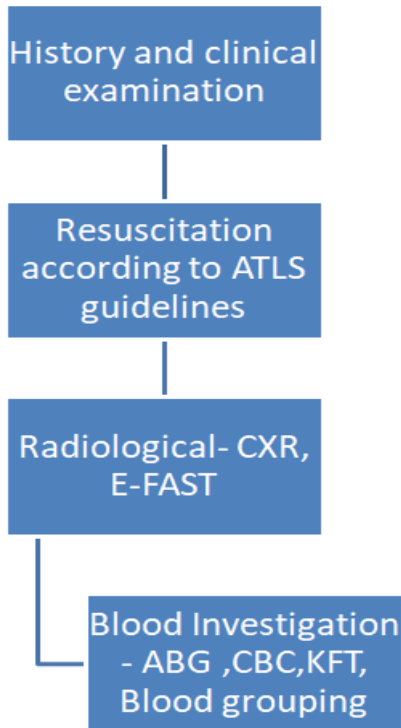 History and clinical
examination
Resuscitation
according to ATLS
guidelines
Radiological- CXR,
E-FAST
Blood Investigation
- ABG ,CBC,KFT,
Blood grouping